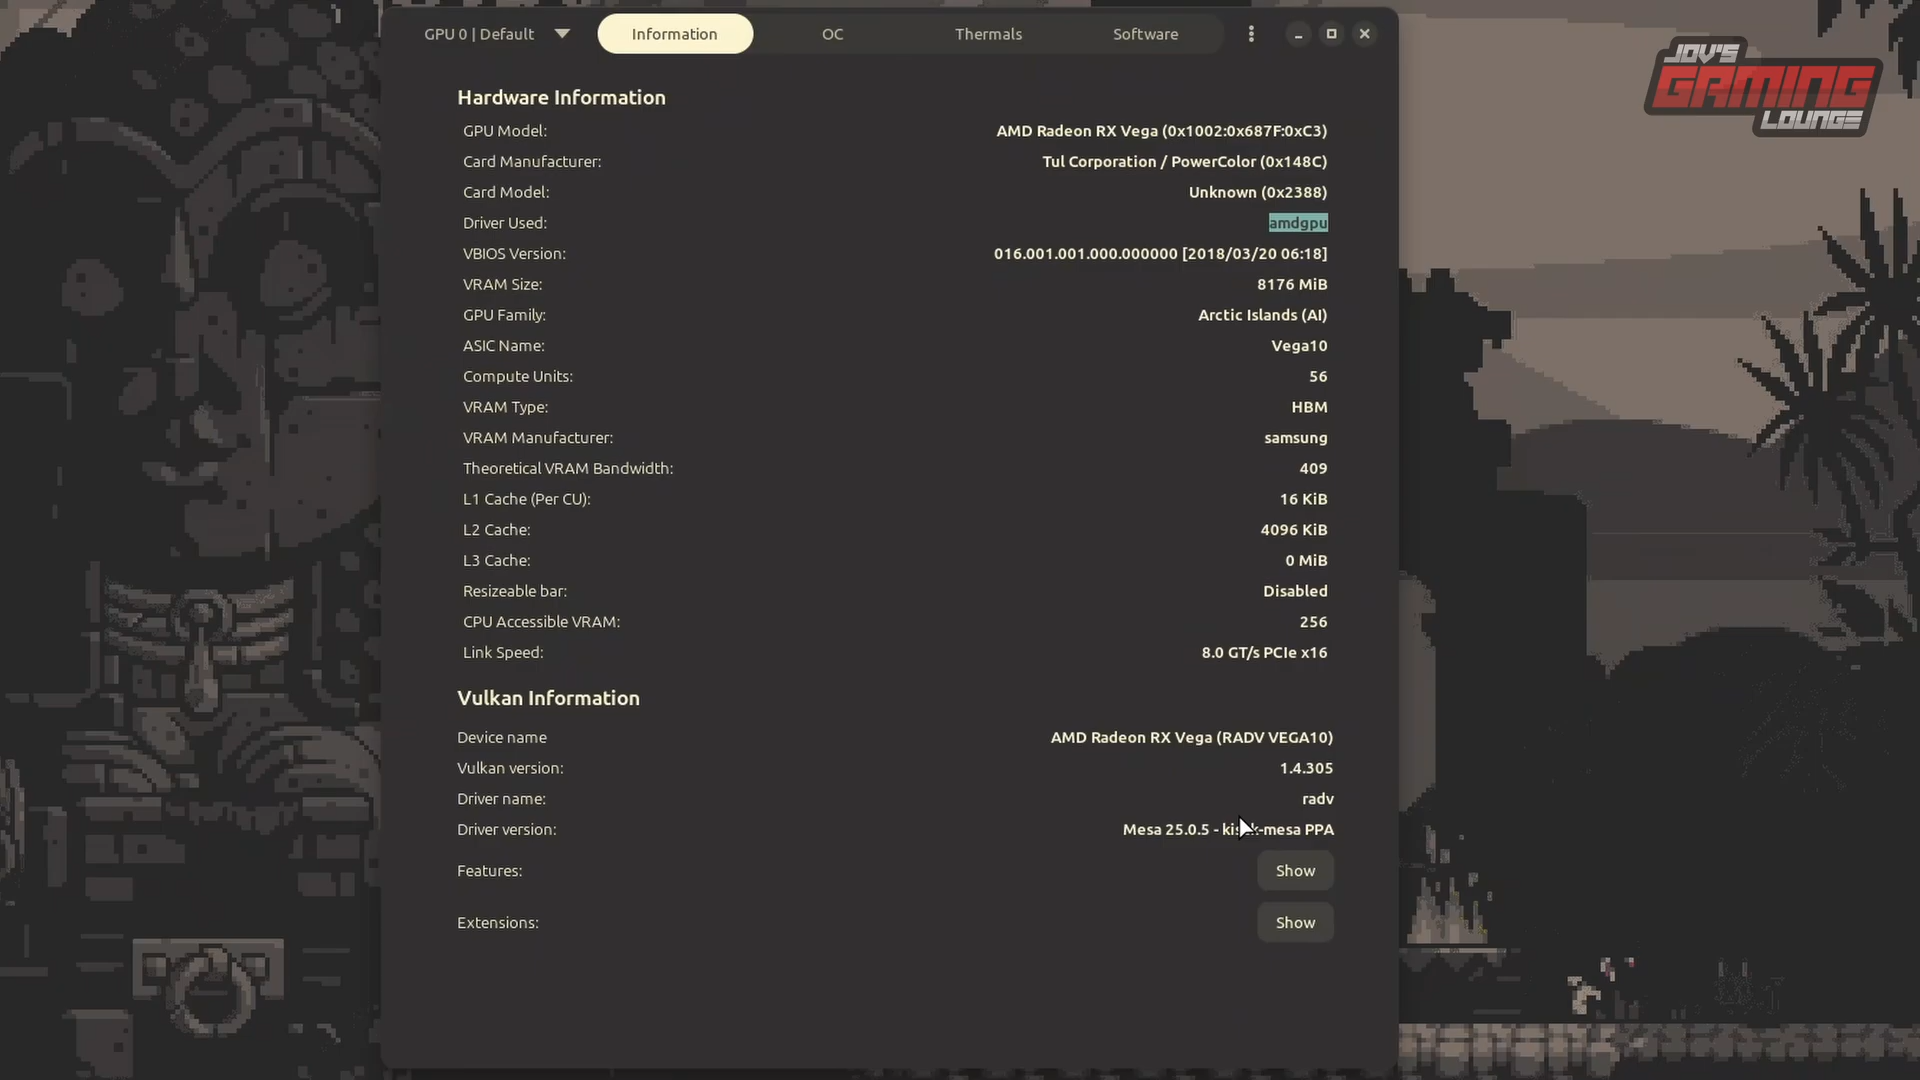 GPU 0 | Default
Information
OC
Thermals
Software
JOV'S
GAMING
LOUNGE
Hardware Information
GPU Model: AMD Radeon RX Vega (0x1002:0x687F:0xC3)
Card Manufacturer: Tul Corporation / PowerColor (0x148C)
Card Model: Unknown (0x2388)
Driver Used: amdgpu
VBIOS Version: 016.001.001.000.000000 [2018/03/20 06:18]
VRAM Size: 8176 MiB
GPU Family: Arctic Islands (AI)
ASIC Name: Vega10
Compute Units: 56
VRAM Type: HBM
VRAM Manufacturer: samsung
Theoretical VRAM Bandwidth: 409
L1 Cache (Per CU): 16 KiB
L2 Cache: 4096 KiB
L3 Cache: 0 MiB
Resizeable bar: Disabled
CPU Accessible VRAM: 256
Link Speed: 8.0 GT/s PCIe x16
Vulkan Information
Device name AMD Radeon RX Vega (RADV VEGA10)
Vulkan version: 1.4.305
Driver name: radv
Driver version: Mesa 25.0.5 - kisak-mesa PPA
Features: Show
Extensions: Show